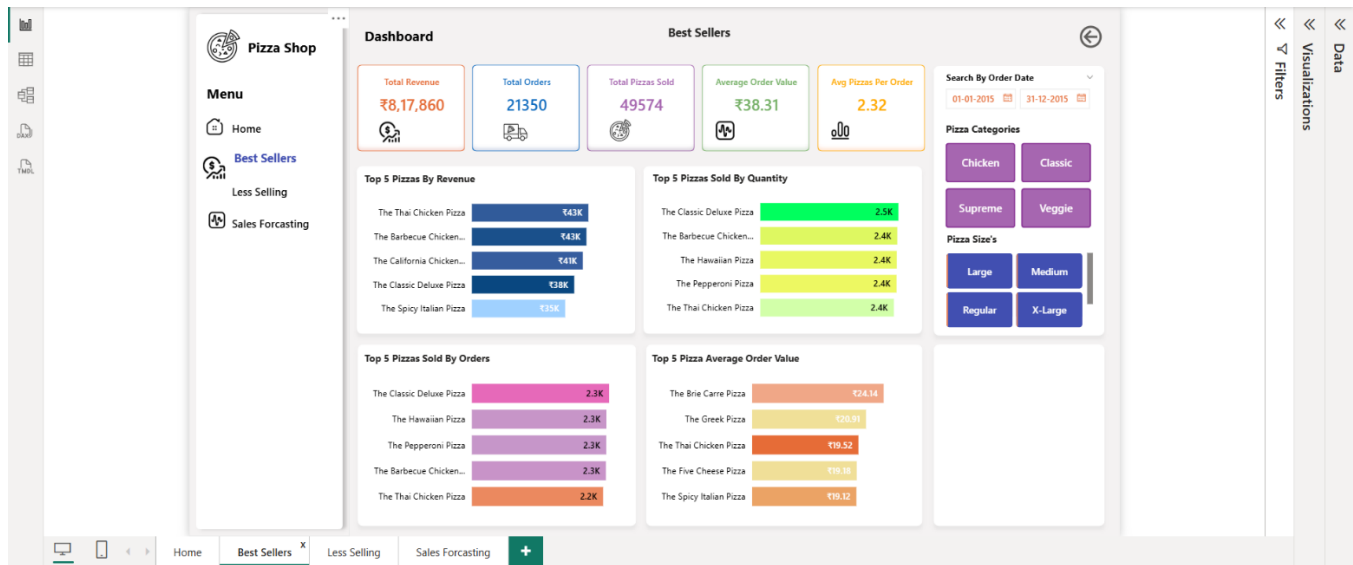 Pizza Shop
Menu
Home
Best Sellers
Less Selling
Sales Forcasting
Dashboard
Best Sellers
Total Revenue
₹8,17,860
Total Orders
21350
Total Pizzas Sold
49574
Average Order Value
₹38.31
Avg Pizzas Per Order
2.32
Search By Order Date
01-01-2015
31-12-2015
Pizza Categories
Chicken
Classic
Supreme
Veggie
Pizza Size's
Large
Medium
Regular
X-Large
Top 5 Pizzas By Revenue
The Thai Chicken Pizza ₹43K
The Barbecue Chicken... ₹43K
The California Chicken... ₹41K
The Classic Deluxe Pizza ₹38K
The Spicy Italian Pizza ₹35K
Top 5 Pizzas Sold By Quantity
The Classic Deluxe Pizza 2.5K
The Barbecue Chicken... 2.4K
The Hawaiian Pizza 2.4K
The Pepperoni Pizza 2.4K
The Thai Chicken Pizza 2.4K
Top 5 Pizzas Sold By Orders
The Classic Deluxe Pizza 2.3K
The Hawaiian Pizza 2.3K
The Pepperoni Pizza 2.3K
The Barbecue Chicken... 2.3K
The Thai Chicken Pizza 2.2K
Top 5 Pizza Average Order Value
The Brie Carre Pizza ₹24.14
The Greek Pizza ₹20.91
The Thai Chicken Pizza ₹19.52
The Five Cheese Pizza ₹19.18
The Spicy Italian Pizza ₹19.12
Filters
Visualizations
Data
DAX
TMDL
Home
Best Sellers
x
Less Selling
Sales Forcasting
+